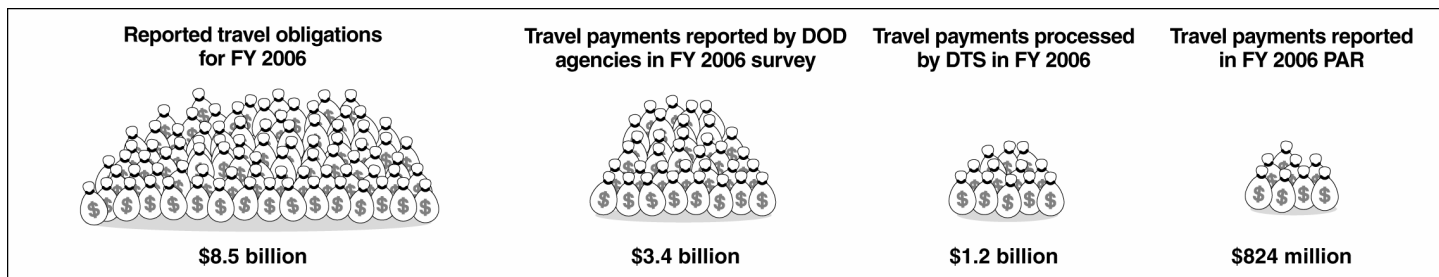 Reported travel obligations
for FY 2006
$8.5 billion
Travel payments reported by DOD
agencies in FY 2006 survey
$3.4 billion
Travel payments processed
by DTS in FY 2006
$1.2 billion
Travel payments reported
in FY 2006 PAR
$824 million